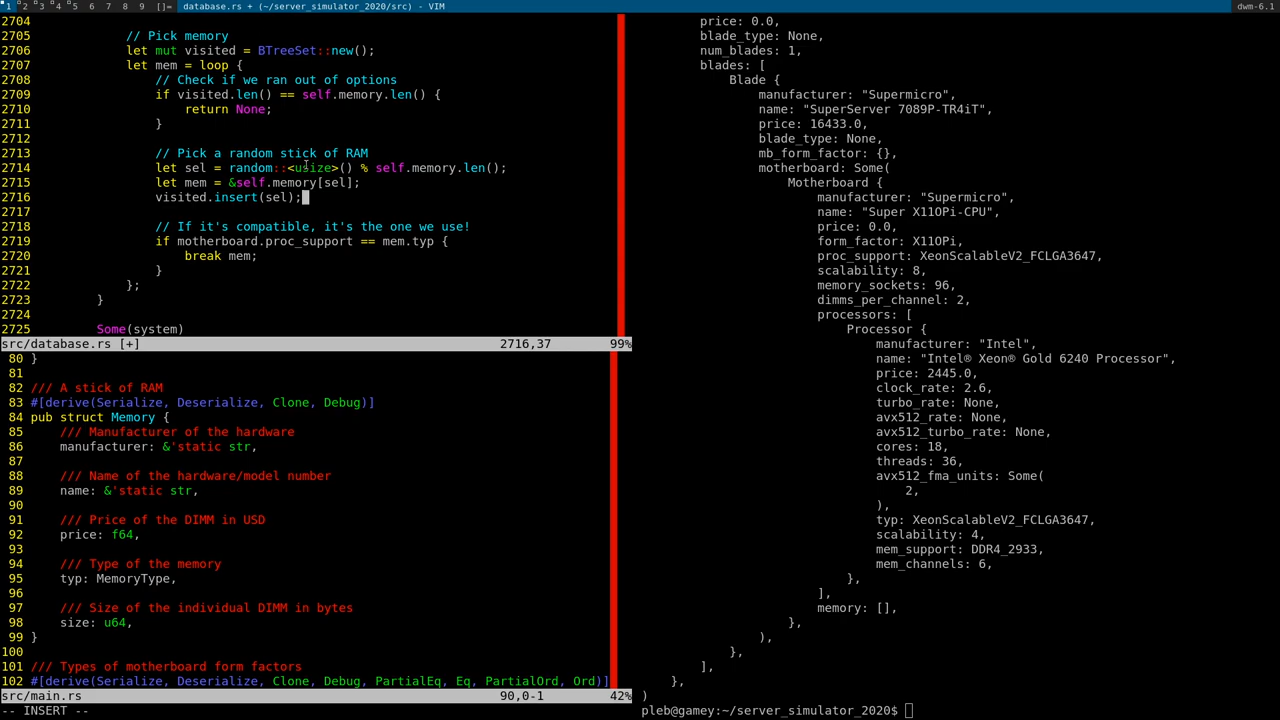 1 2 3 4 5 6 7 8 9 []= database.rs + (~/server_simulator_2020/src) - VIM dwm-6.1
2704
2705 // Pick memory
2706 let mut visited = BTreeSet::new();
2707 let mem = loop {
2708 // Check if we ran out of options
2709 if visited.len() == self.memory.len() {
2710 return None;
2711 }
2712
2713 // Pick a random stick of RAM
2714 let sel = random::<usize>() % self.memory.len();
2715 let mem = &self.memory[sel];
2716 visited.insert(sel);
2717
2718 // If it's compatible, it's the one we use!
2719 if motherboard.proc_support == mem.typ {
2720 break mem;
2721 }
2722 };
2723 }
2724
2725 Some(system)
src/database.rs [+] 2716,37 99%
80 }
81
82 /// A stick of RAM
83 #[derive(Serialize, Deserialize, Clone, Debug)]
84 pub struct Memory {
85 /// Manufacturer of the hardware
86 manufacturer: &'static str,
87
88 /// Name of the hardware/model number
89 name: &'static str,
90
91 /// Price of the DIMM in USD
92 price: f64,
93
94 /// Type of the memory
95 typ: MemoryType,
96
97 /// Size of the individual DIMM in bytes
98 size: u64,
99 }
100
101 /// Types of motherboard form factors
102 #[derive(Serialize, Deserialize, Clone, Debug, PartialEq, Eq, PartialOrd, Ord)]
src/main.rs 90,0-1 42%
-- INSERT --
price: 0.0,
blade_type: None,
num_blades: 1,
blades: [
Blade {
manufacturer: "Supermicro",
name: "SuperServer 7089P-TR4iT",
price: 16433.0,
blade_type: None,
mb_form_factor: {},
motherboard: Some(
Motherboard {
manufacturer: "Supermicro",
name: "Super X11OPi-CPU",
price: 0.0,
form_factor: X11OPi,
proc_support: XeonScalableV2_FCLGA3647,
scalability: 8,
memory_sockets: 96,
dimms_per_channel: 2,
processors: [
Processor {
manufacturer: "Intel",
name: "Intel® Xeon® Gold 6240 Processor",
price: 2445.0,
clock_rate: 2.6,
turbo_rate: None,
avx512_rate: None,
avx512_turbo_rate: None,
cores: 18,
threads: 36,
avx512_fma_units: Some(
2,
),
typ: XeonScalableV2_FCLGA3647,
scalability: 4,
mem_support: DDR4_2933,
mem_channels: 6,
},
],
memory: [],
},
),
},
],
},
)
pleb@gamey:~/server_simulator_2020$